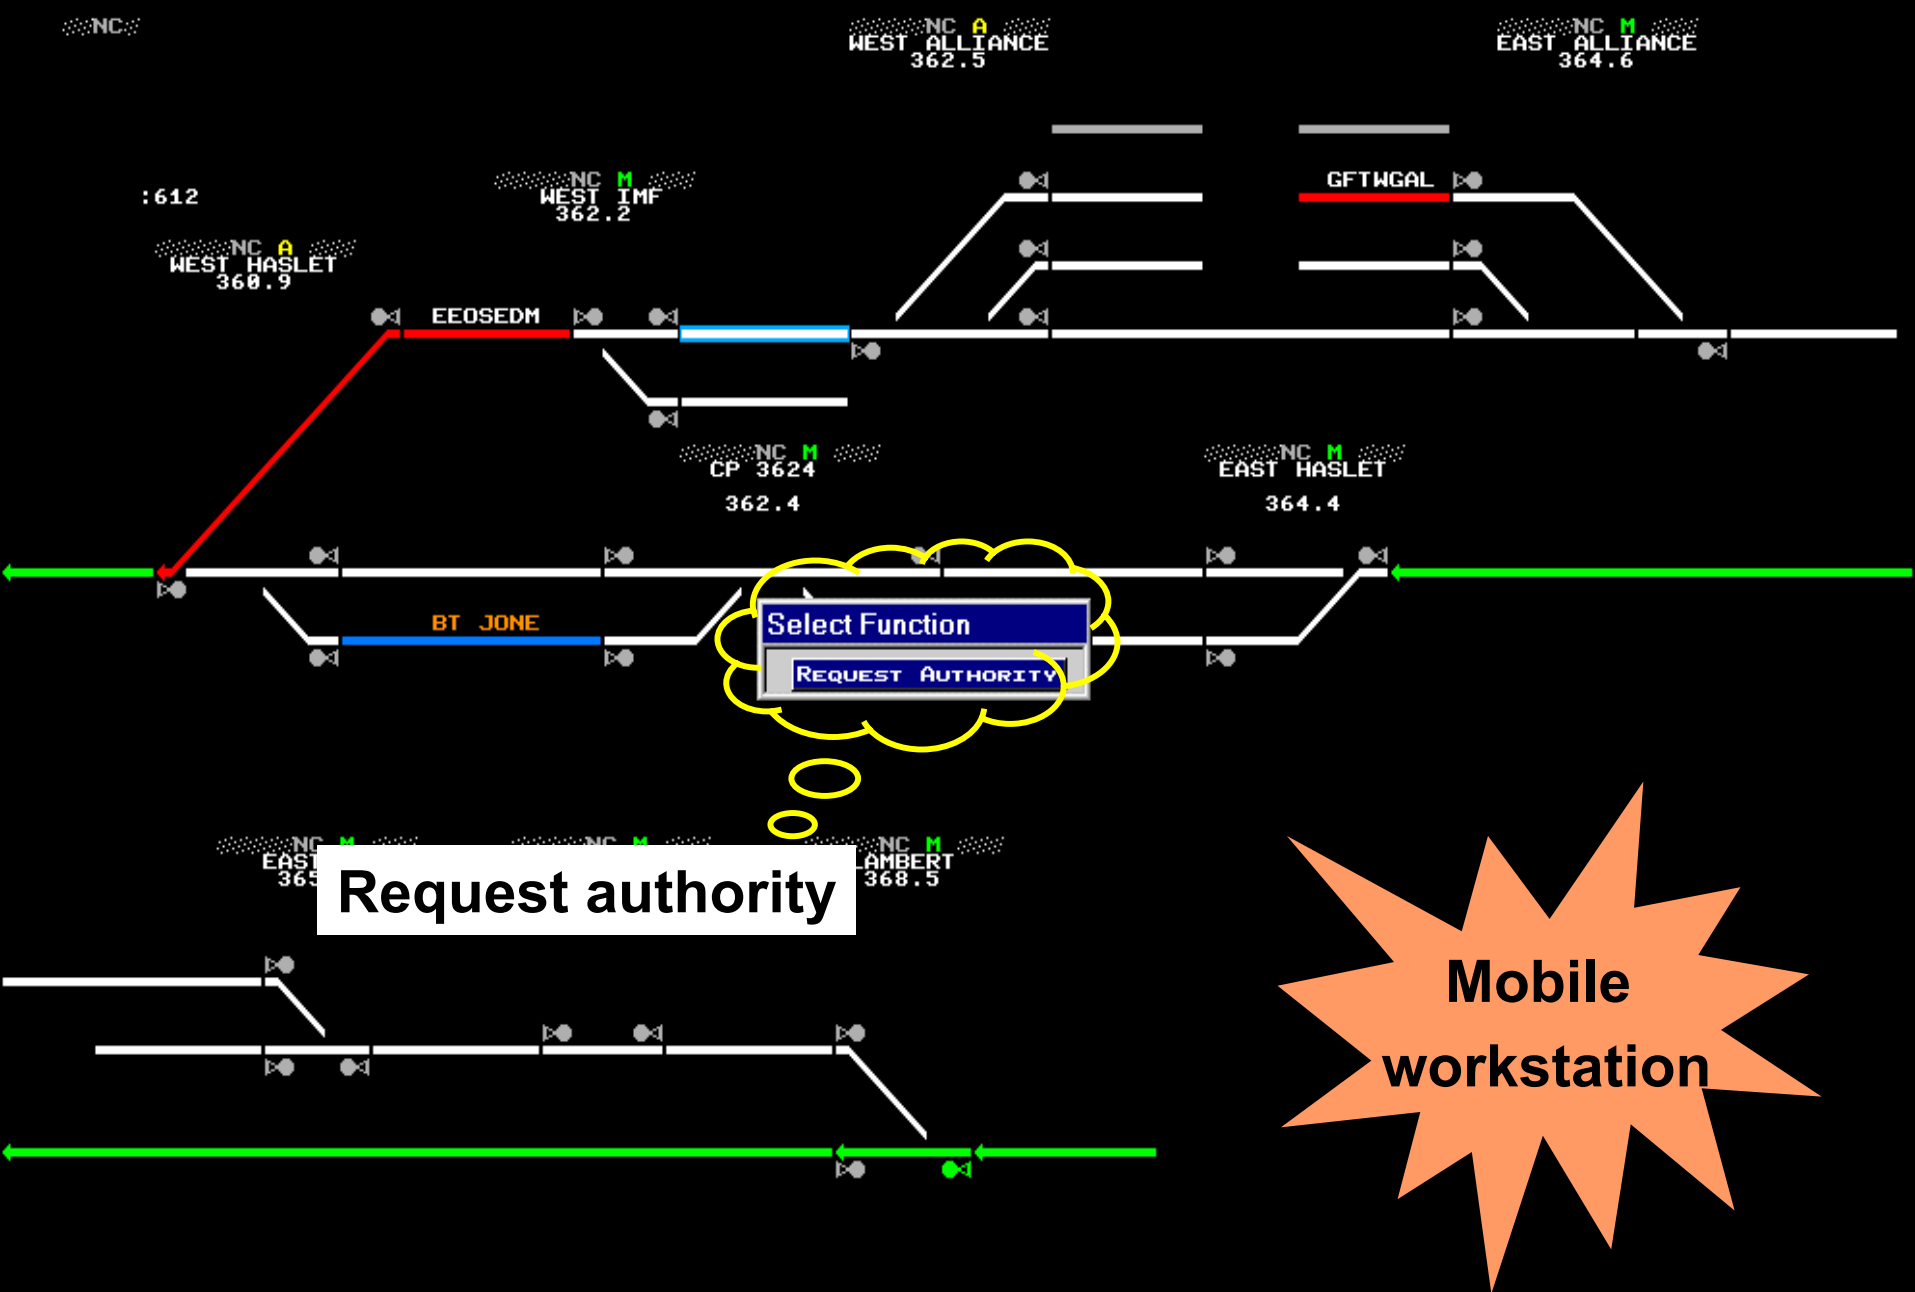 NC
NC A
WEST ALLIANCE
362.5
NC M
EAST ALLIANCE
364.6
:612
NC M
WEST IMF
362.2
GFTWGAL
NC A
WEST HASLET
360.9
EEOSEDM
NC M
CP 3624
362.4
NC M
EAST HASLET
364.4
BT JONE
Select Function
REQUEST AUTHORITY
NC M
EAST
365
NC M
NC M
AMBERT
368.5
Request authority
Mobile
workstation